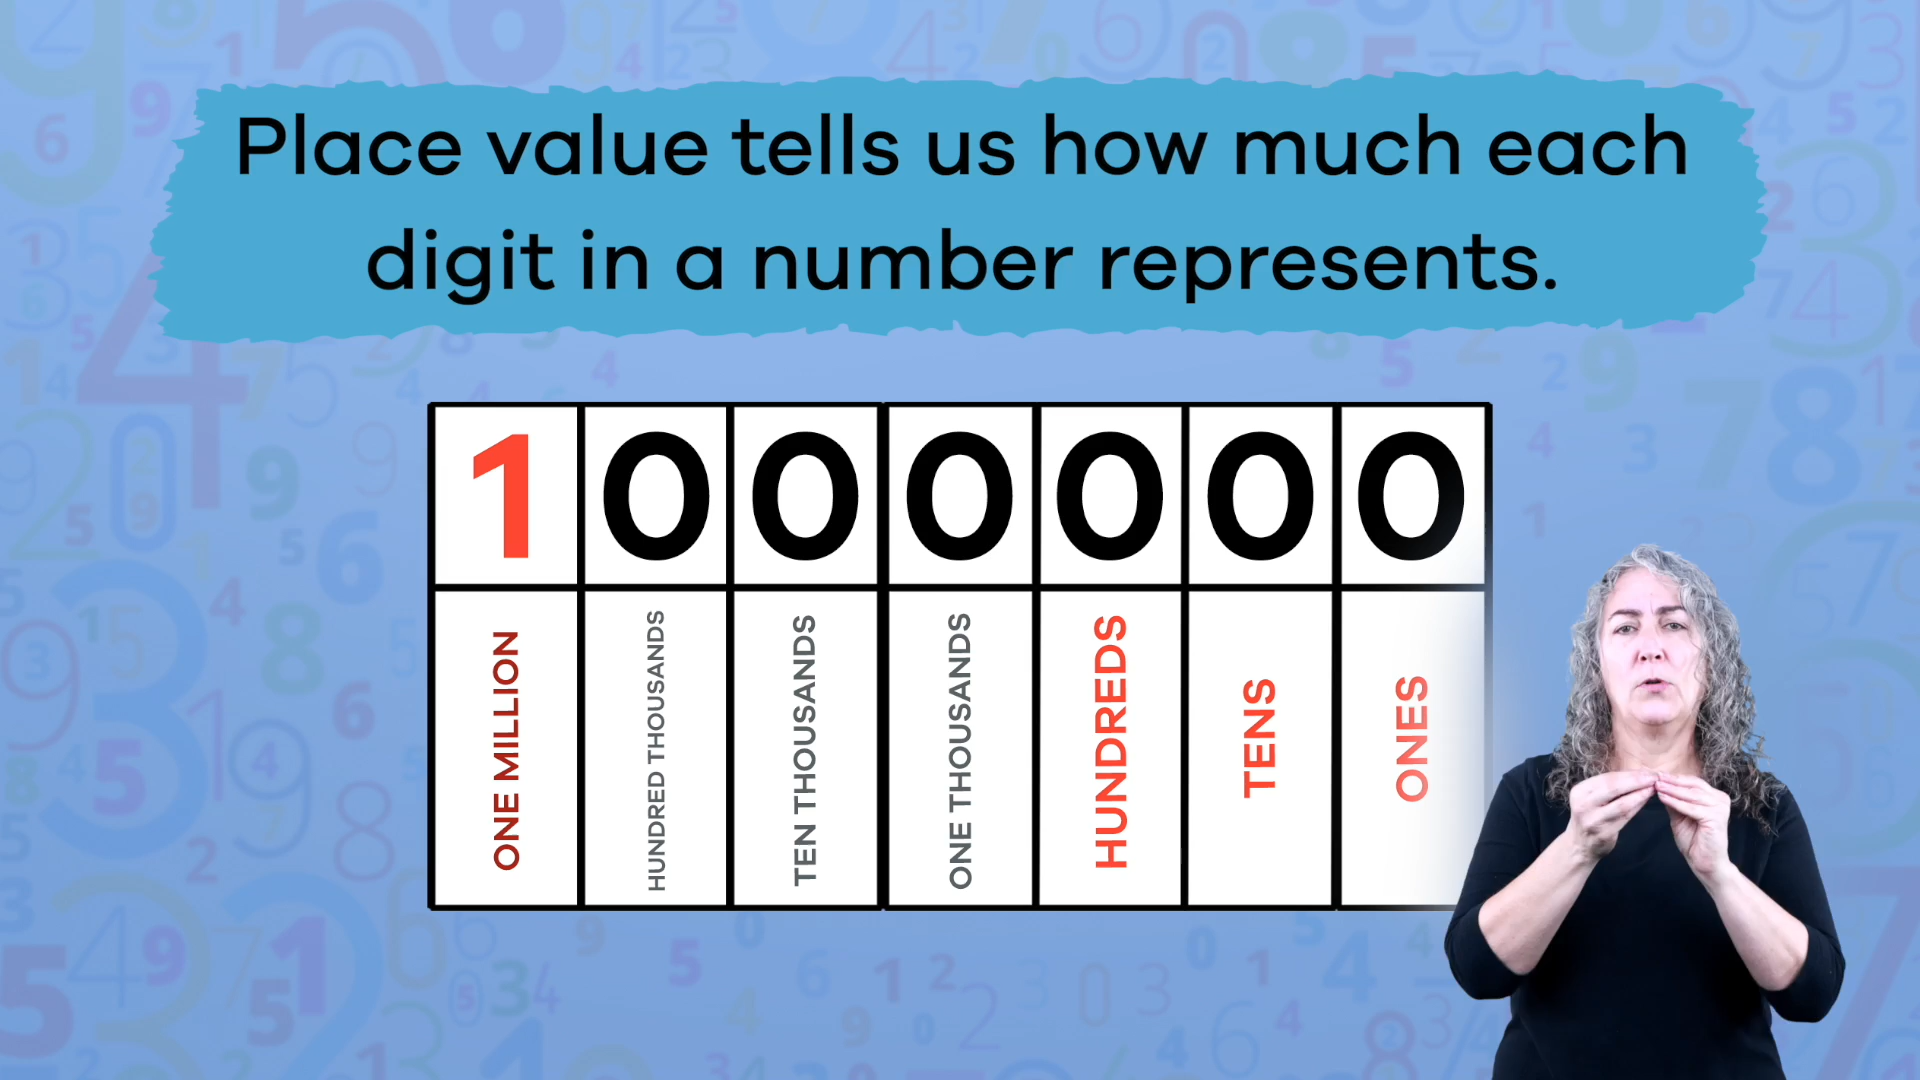 Place value tells us how much each
digit in a number represents.
1 0 0 0 0 0 0
ONE MILLION
HUNDRED THOUSANDS
TEN THOUSANDS
ONE THOUSANDS
HUNDREDS
TENS
ONES